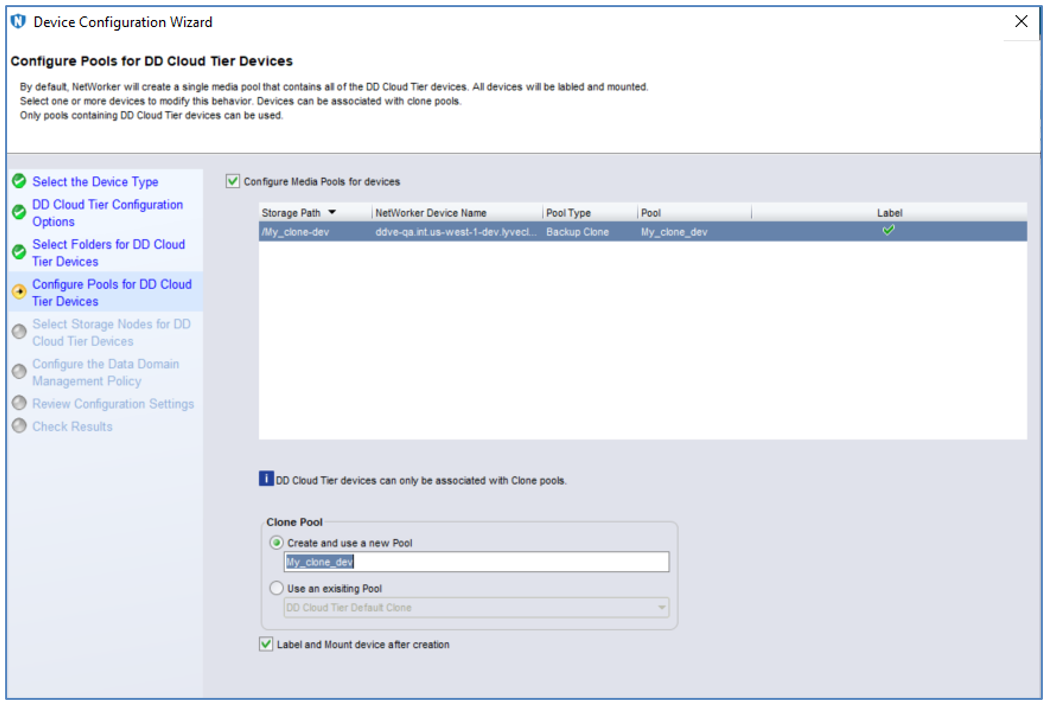 Device Configuration Wizard
Configure Pools for DD Cloud Tier Devices
By default, NetWorker will create a single media pool that contains all of the DD Cloud Tier devices. All devices will be labled and mounted.
Select one or more devices to modify this behavior. Devices can be associated with clone pools.
Only pools containing DD Cloud Tier devices can be used.
Select the Device Type
DD Cloud Tier Configuration
Options
Select Folders for DD Cloud
Tier Devices
Configure Pools for DD Cloud
Tier Devices
Select Storage Nodes for DD
Cloud Tier Devices
Configure the Data Domain
Management Policy
Review Configuration Settings
Check Results
Configure Media Pools for devices
Storage Path NetWorker Device Name Pool Type Pool Label
/My_clone-dev ddve-qa.int.us-west-1-dev.lyvecl... Backup Clone My_clone_dev
DD Cloud Tier devices can only be associated with Clone pools.
Clone Pool
Create and use a new Pool
My_clone_dev
Use an exisiting Pool
DD Cloud Tier Default Clone
Label and Mount device after creation